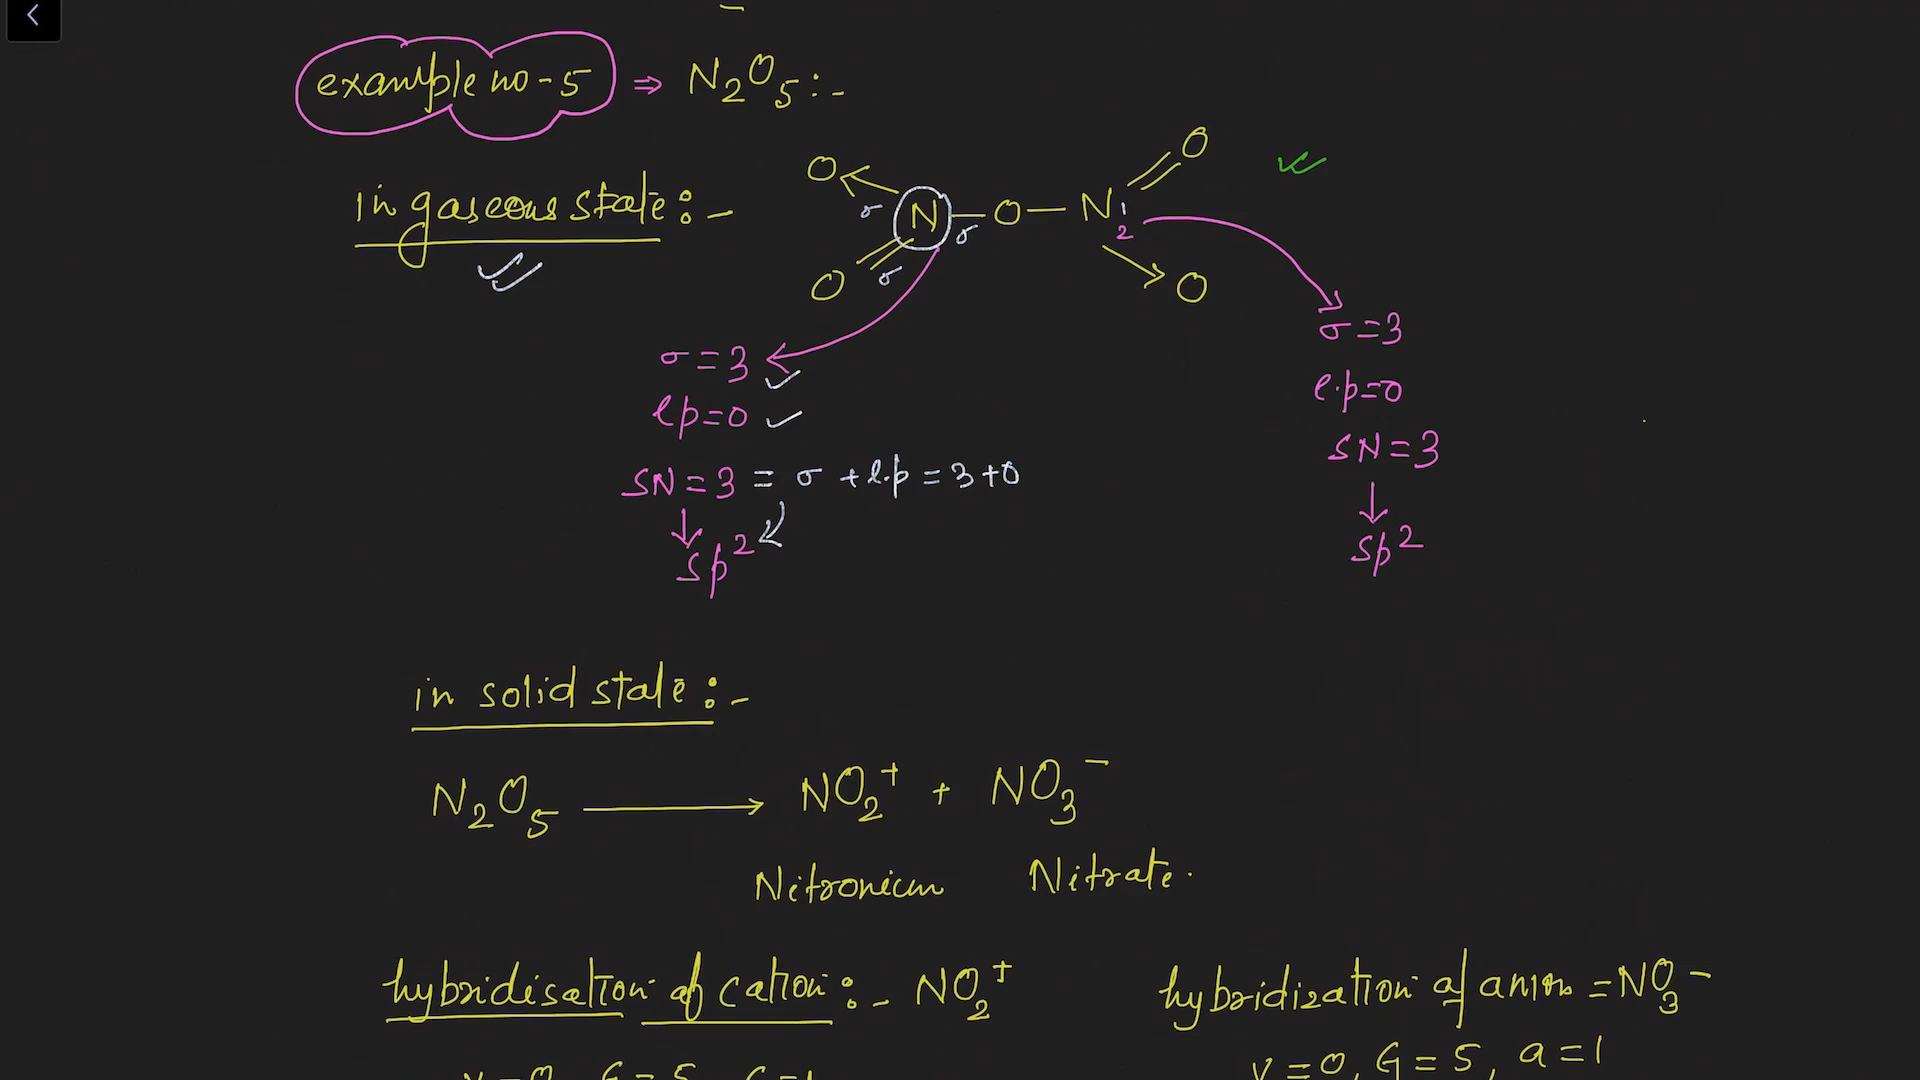 example no-5 ⇒ N₂O₅:-
in gaseous state:-
O O
σ N — O — N 1 2
σ
O σ O
σ=3
lp=0
SN=3 = σ + l.p = 3+0
sp²
σ=3
l.p=0
SN=3
sp²
in solid state:-
N₂O₅ ⟶ NO₂⁺ + NO₃⁻
Nitronium Nitrate.
hybridisation of cation:- NO₂⁺
hybridization of anion = NO₃⁻
V=0, G=5, a=1